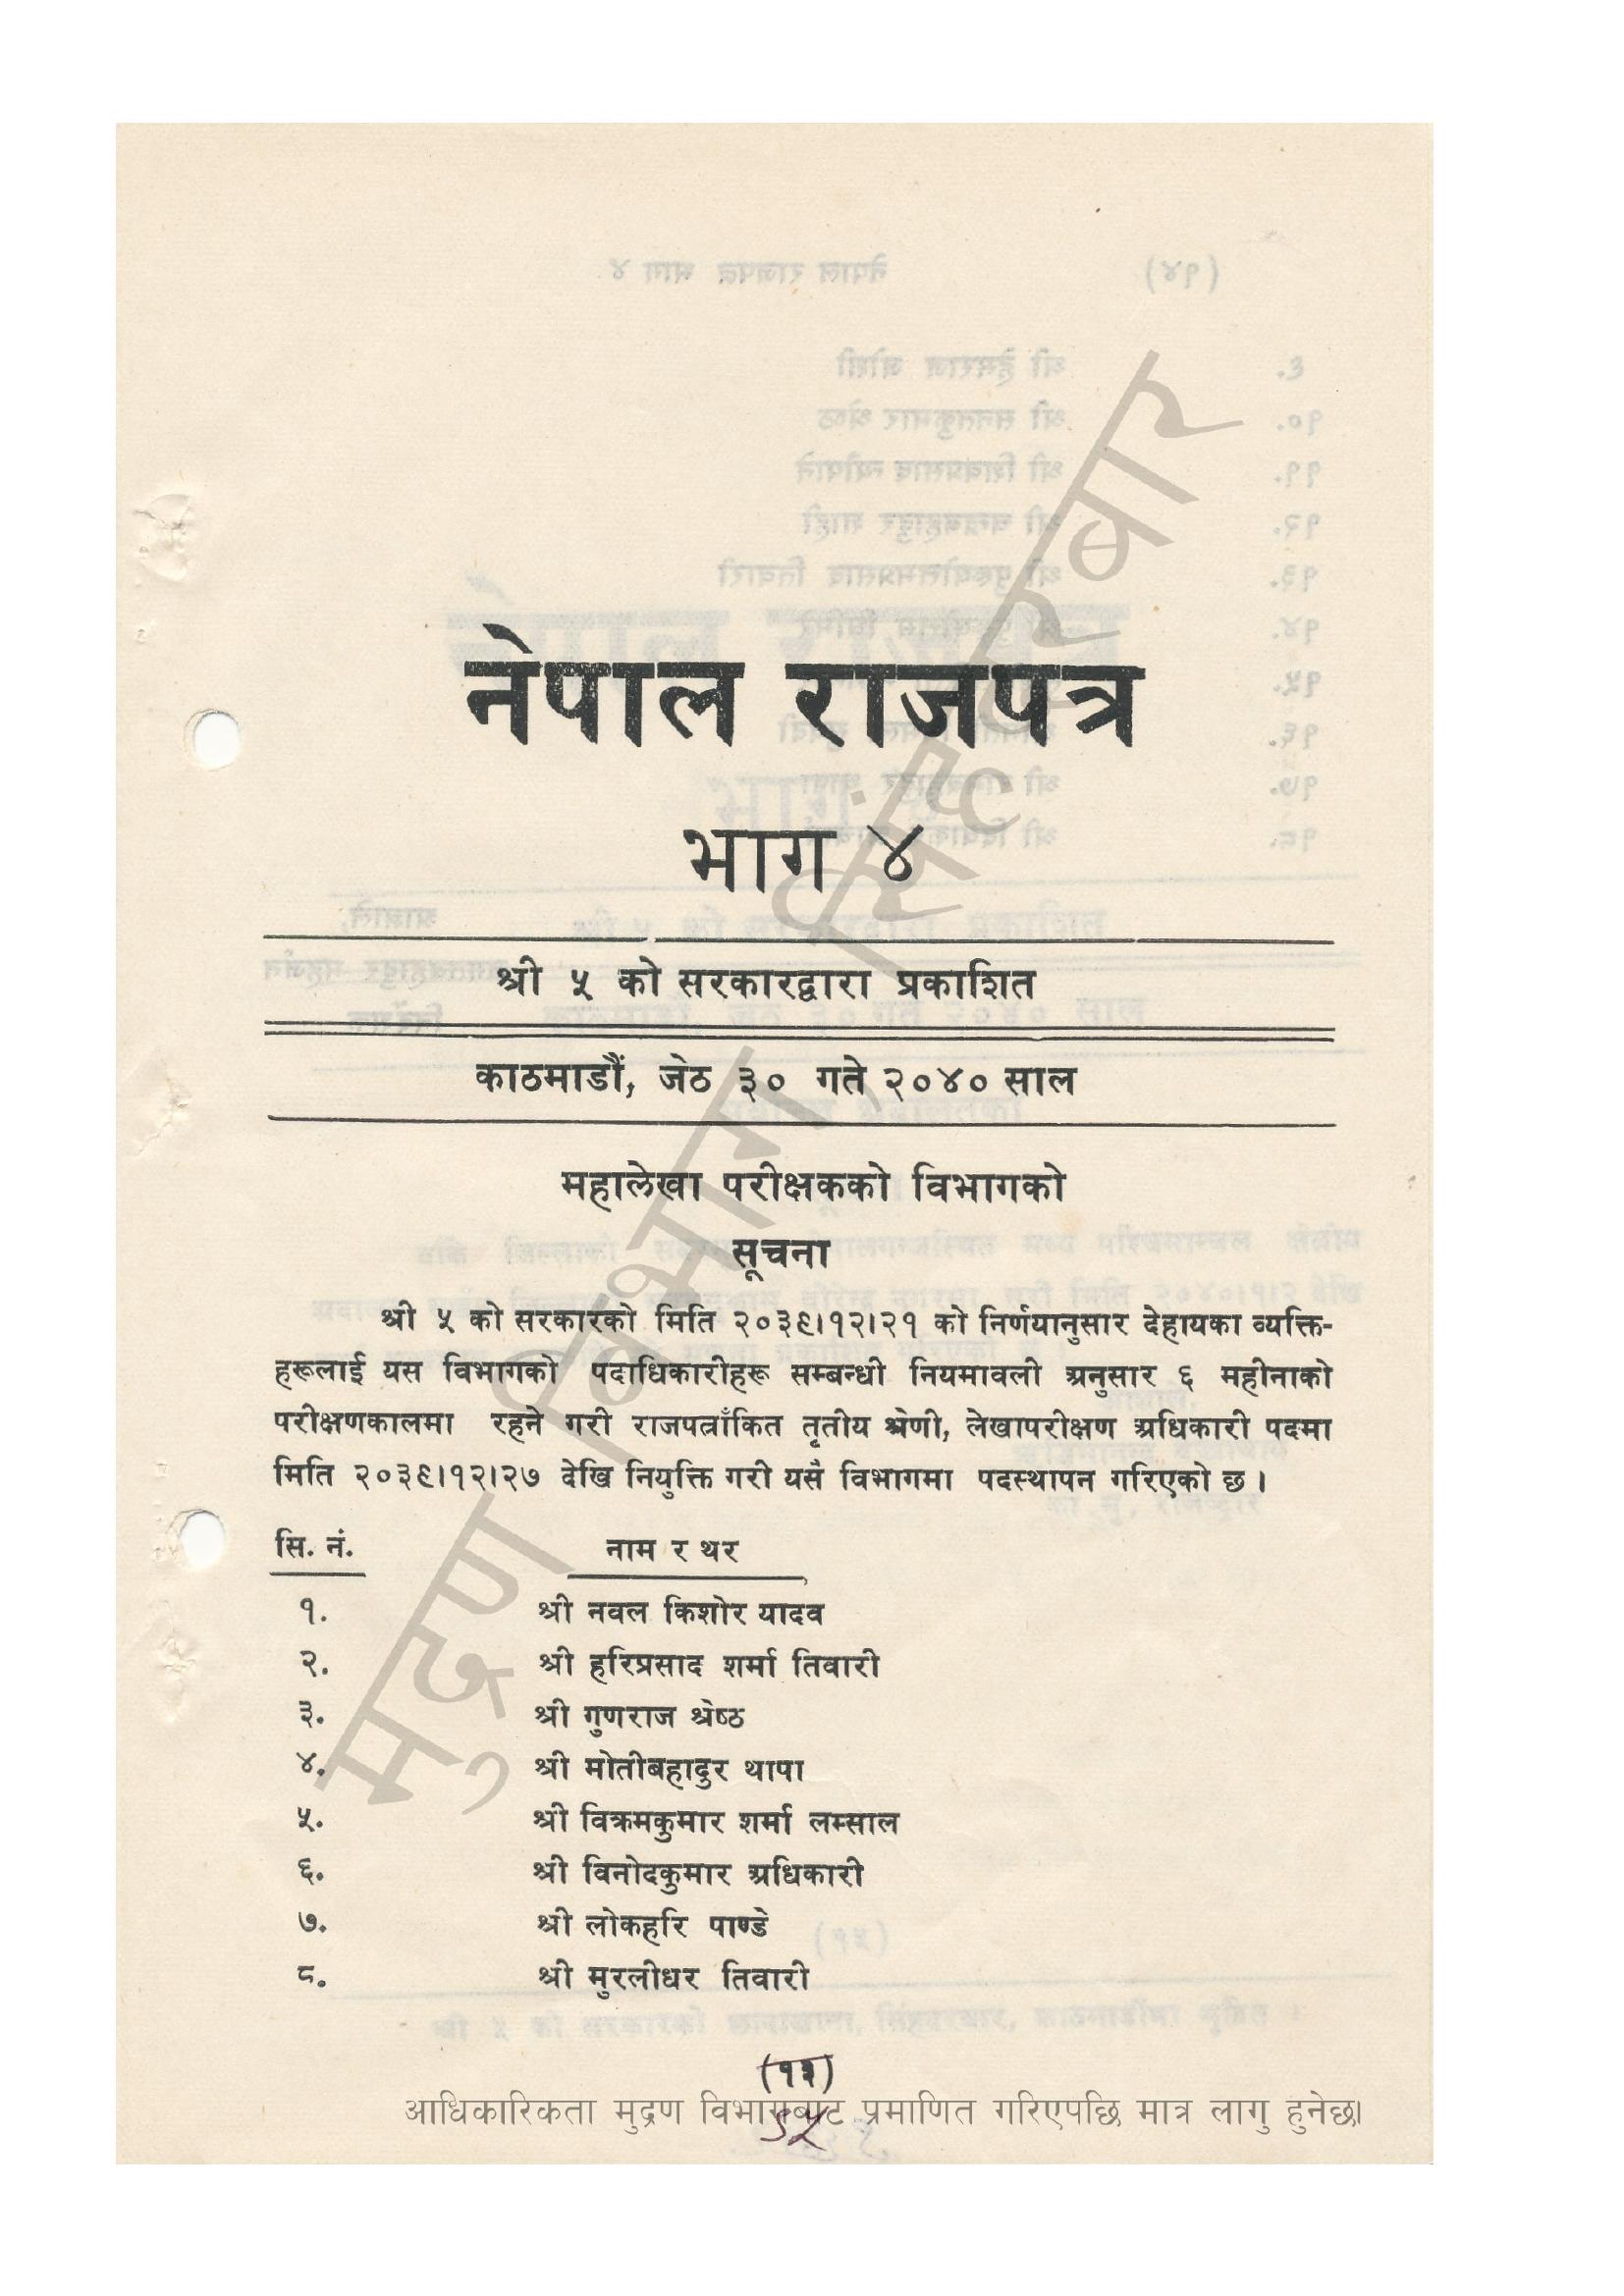 नेपाल राजपत्र
भाग ४
श्री ५ को सरकारद्वारा प्रकाशित
काठमाडौं, जेठ ३० गते २०४० साल
महालेखा परीक्षकको विभागको
सूचना
श्री ५ को सरकारको मिति २०३९।१२।२१ को निर्णयानुसार देहायका व्यक्ति-
हरूलाई यस विभागको पदाधिकारीहरू सम्बन्धी नियमावली अनुसार ६ महीनाको
परीक्षणकालमा रहने गरी राजपत्राँकित तृतीय श्रेणी, लेखापरीक्षण अधिकारी पदमा
मिति २०३९।१२।२७ देखि नियुक्ति गरी यसै विभागमा पदस्थापन गरिएको छ ।
सि. नं. नाम र थर
१. श्री नवल किशोर यादव
२. श्री हरिप्रसाद शर्मा तिवारी
३. श्री गुणराज श्रेष्ठ
४. श्री मोतीबहादुर थापा
५. श्री विक्रमकुमार शर्मा लम्साल
६. श्री विनोदकुमार अधिकारी
७. श्री लोकहरि पाण्डे
८. श्री मुरलीधर तिवारी
(१३)
आधिकारिकता मुद्रण विभागबाट प्रमाणित गरिएपछि मात्र लागु हुनेछ।
मुद्रण विभाग, सिंहदरबार